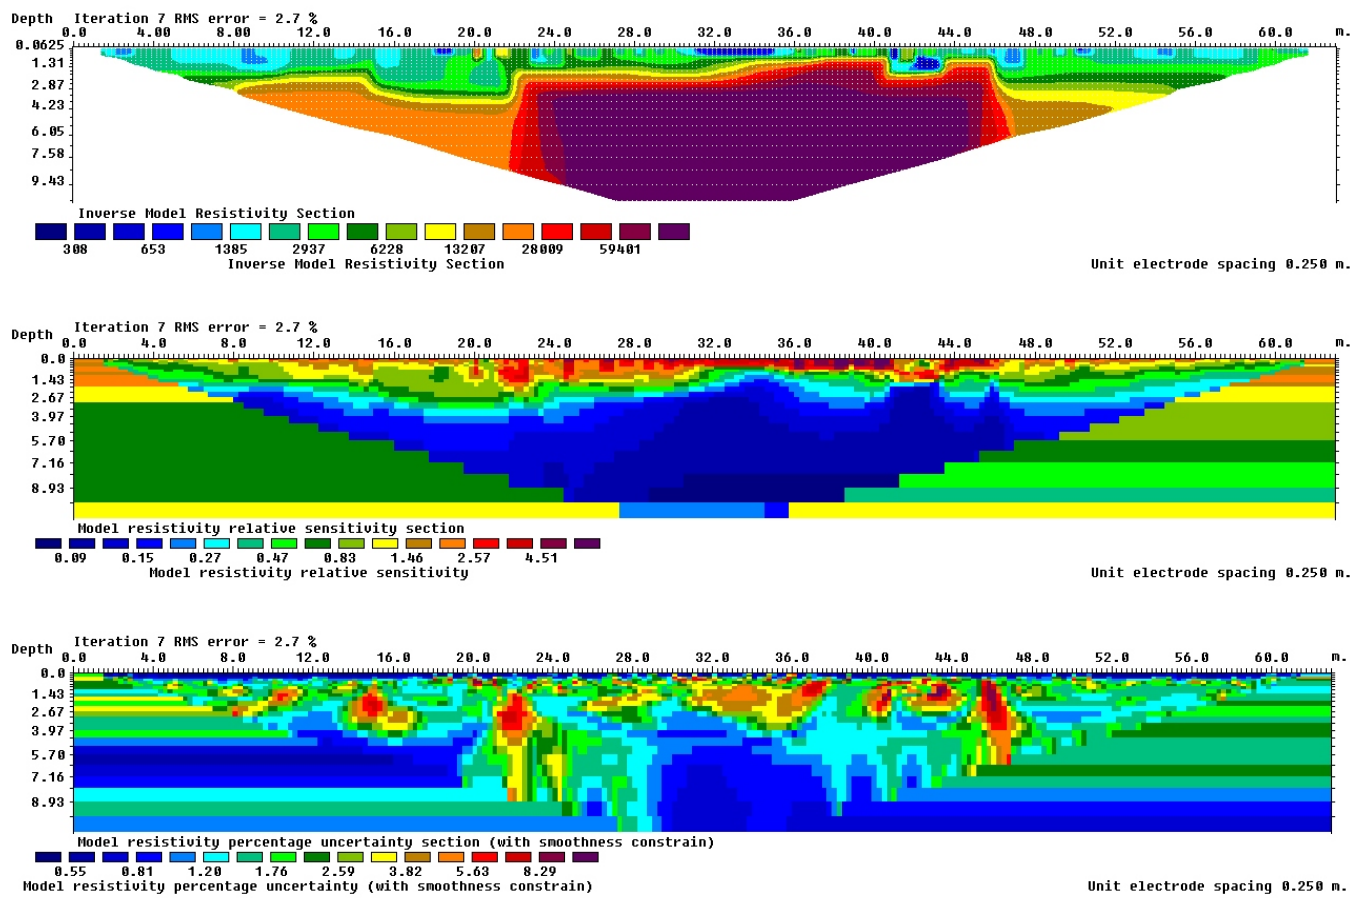 Depth Iteration 7 RMS error = 2.7 %
0.0 4.00 8.00 12.0 16.0 20.0 24.0 28.0 32.0 36.0 40.0 44.0 48.0 52.0 56.0 60.0 m.
0.0625
1.31
2.87
4.23
6.05
7.58
9.43
Inverse Model Resistivity Section
308 653 1385 2937 6228 13207 28009 59401
Inverse Model Resistivity Section Unit electrode spacing 0.250 m.
Depth Iteration 7 RMS error = 2.7 %
0.0 4.0 8.0 12.0 16.0 20.0 24.0 28.0 32.0 36.0 40.0 44.0 48.0 52.0 56.0 60.0 m.
0.0
1.43
2.67
3.97
5.70
7.16
8.93
Model resistivity relative sensitivity section
0.09 0.15 0.27 0.47 0.83 1.46 2.57 4.51
Model resistivity relative sensitivity Unit electrode spacing 0.250 m.
Depth Iteration 7 RMS error = 2.7 %
0.0 4.0 8.0 12.0 16.0 20.0 24.0 28.0 32.0 36.0 40.0 44.0 48.0 52.0 56.0 60.0 m.
0.0
1.43
2.67
3.97
5.70
7.16
8.93
Model resistivity percentage uncertainty section (with smoothness constrain)
0.55 0.81 1.20 1.76 2.59 3.82 5.63 8.29
Model resistivity percentage uncertainty (with smoothness constrain) Unit electrode spacing 0.250 m.